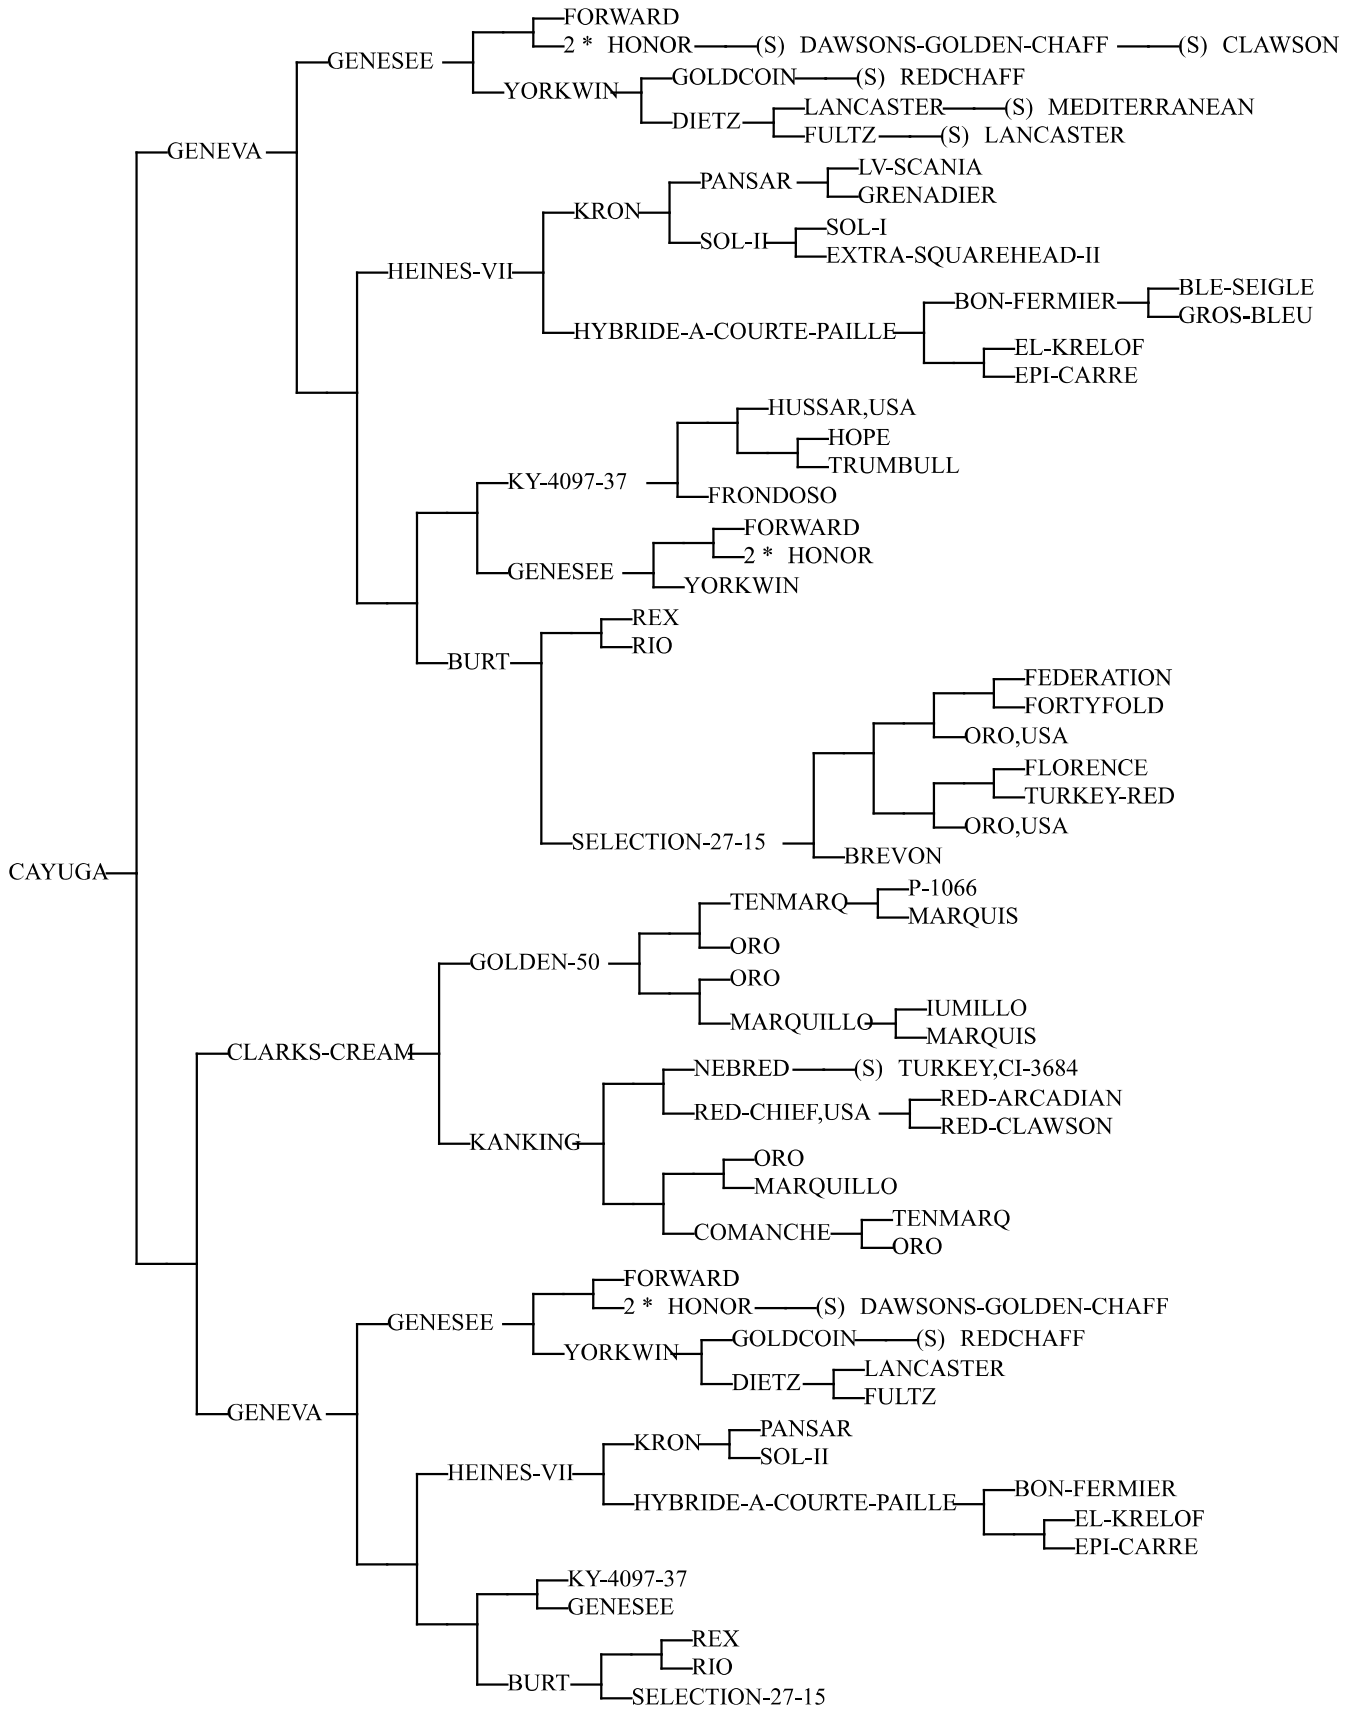 FORWARD
2 * HONOR (S) DAWSONS-GOLDEN-CHAFF (S) CLAWSON
GENESEE
GOLDCOIN (S) REDCHAFF
YORKWIN
LANCASTER (S) MEDITERRANEAN
DIETZ
FULTZ (S) LANCASTER
GENEVA
LV-SCANIA
PANSAR
GRENADIER
KRON
SOL-I
SOL-II
EXTRA-SQUAREHEAD-II
HEINES-VII
BLE-SEIGLE
BON-FERMIER
GROS-BLEU
HYBRIDE-A-COURTE-PAILLE
EL-KRELOF
EPI-CARRE
HUSSAR,USA
HOPE
TRUMBULL
KY-4097-37
FRONDOSO
FORWARD
2 * HONOR
GENESEE
YORKWIN
REX
RIO
BURT
FEDERATION
FORTYFOLD
ORO,USA
FLORENCE
TURKEY-RED
ORO,USA
SELECTION-27-15
BREVON
CAYUGA
P-1066
TENMARQ
MARQUIS
ORO
GOLDEN-50
ORO
IUMILLO
MARQUILLO
MARQUIS
CLARKS-CREAM
NEBRED (S) TURKEY,CI-3684
RED-ARCADIAN
RED-CHIEF,USA
RED-CLAWSON
KANKING
ORO
MARQUILLO
TENMARQ
COMANCHE
ORO
FORWARD
2 * HONOR (S) DAWSONS-GOLDEN-CHAFF
GENESEE
GOLDCOIN (S) REDCHAFF
YORKWIN
LANCASTER
DIETZ
FULTZ
GENEVA
PANSAR
KRON
SOL-II
HEINES-VII
BON-FERMIER
HYBRIDE-A-COURTE-PAILLE
EL-KRELOF
EPI-CARRE
KY-4097-37
GENESEE
REX
RIO
BURT
SELECTION-27-15